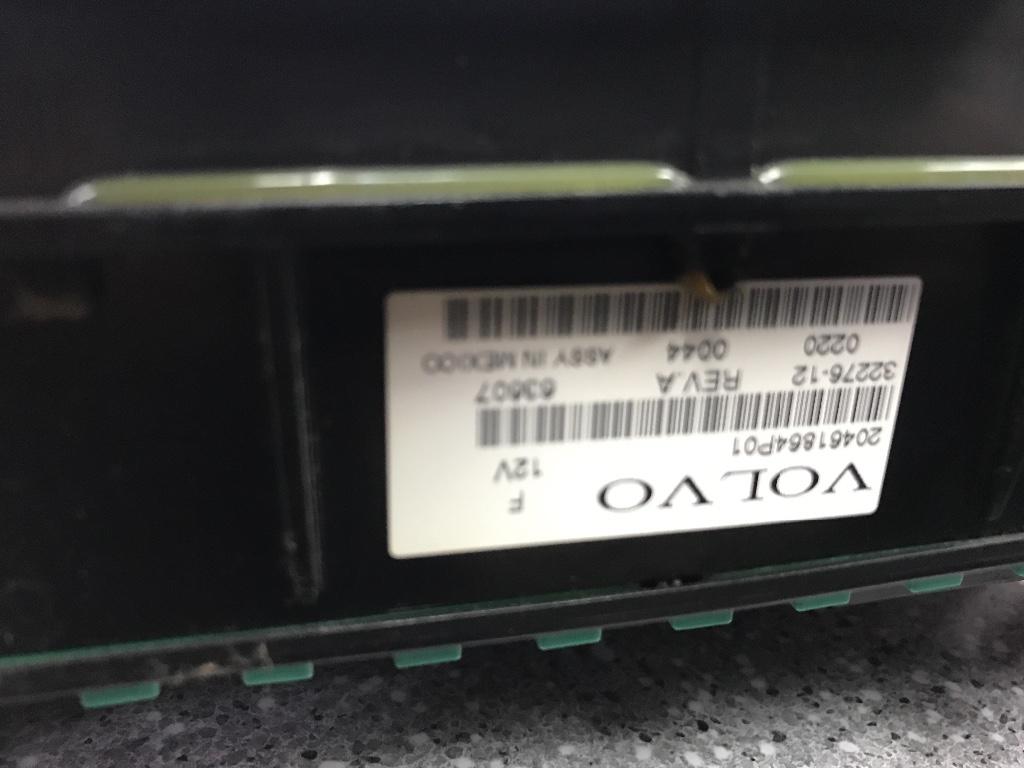 VOLVO F
12V
20461864P01
32276-12 REV.A 63607
0220 0044 ASSY IN MEXICO